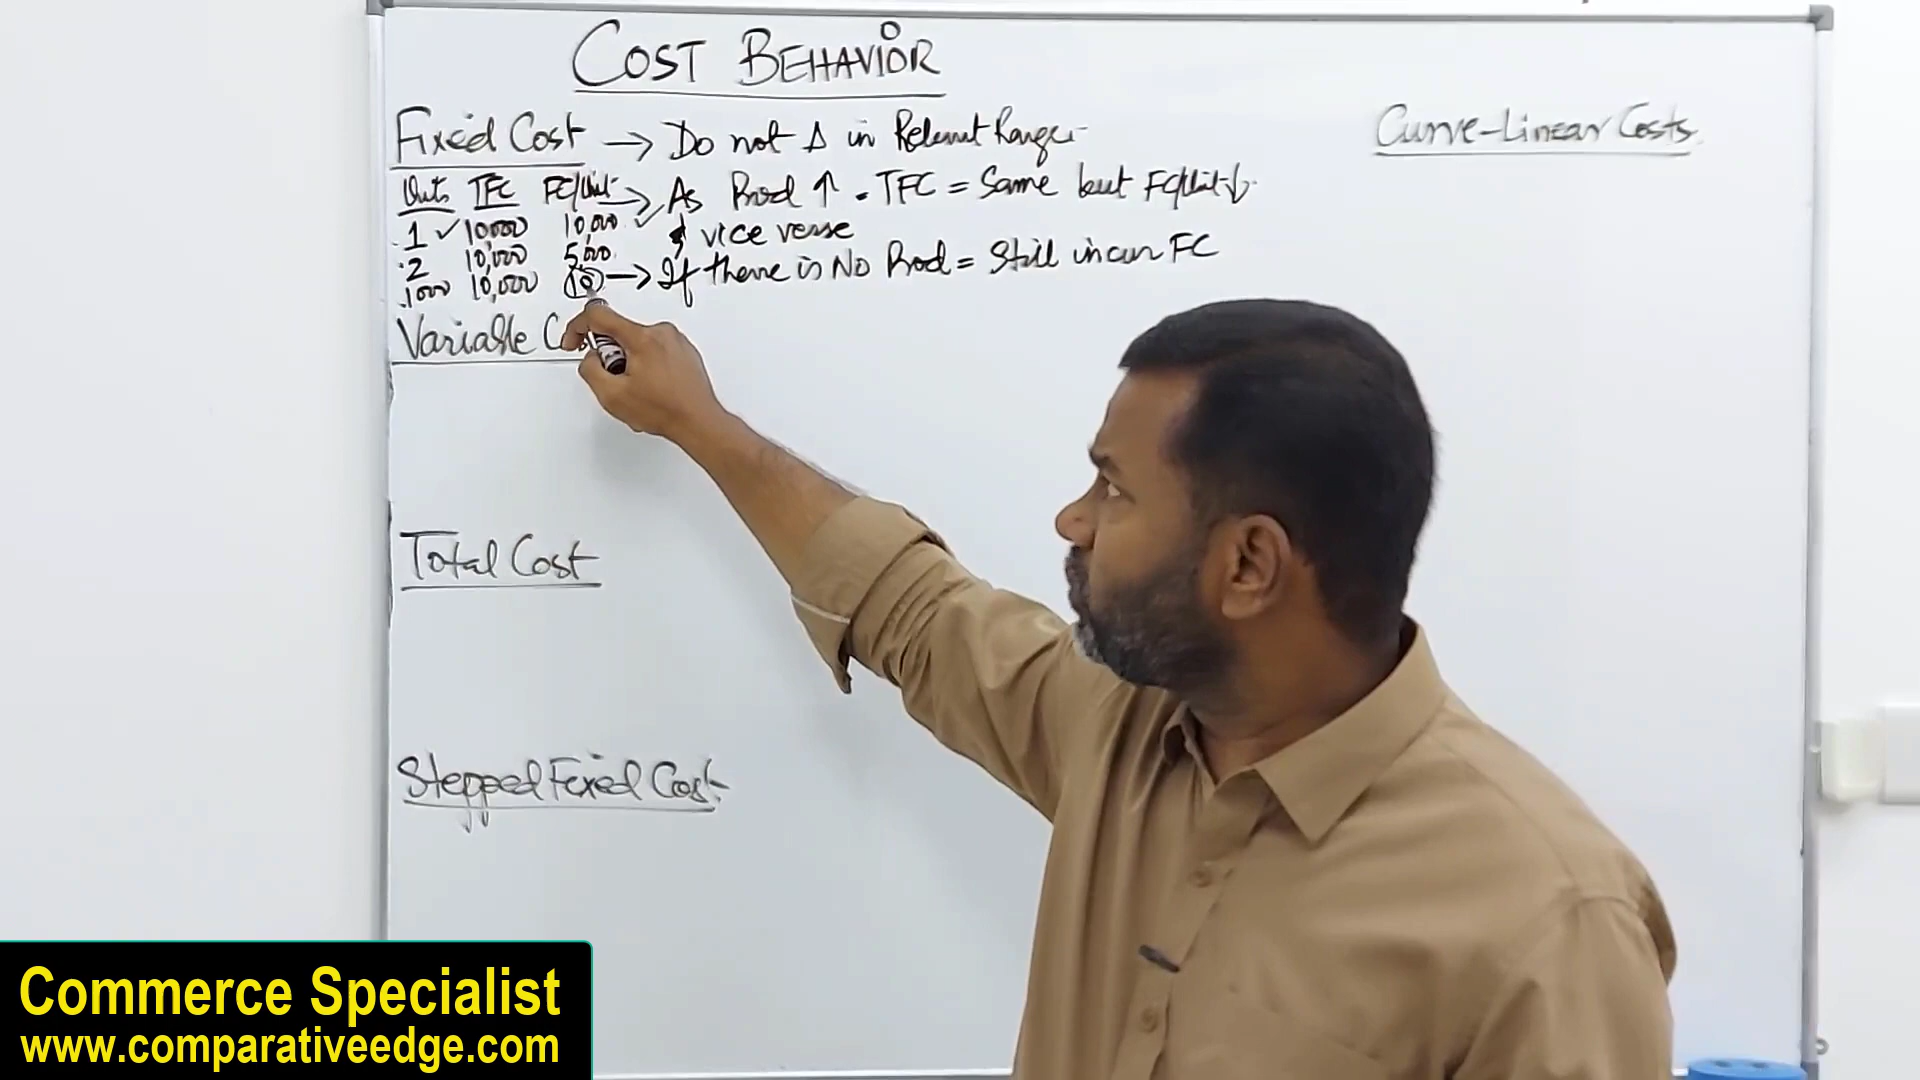 COST BEHAVIOR
Fixed Cost → Do not Δ in Relevant Range.
Units TFC FC/Unit → As Prod ↑ . TFC = Same but FC/Unit ↓
1 ✓ 10000 10,000 ✓ & vice verse
.2 10,000 5,000
.1000 10,000 10 → If there is No Prod = Still incur FC
Variable
Total Cost
Stepped Fixed Cost
Curve-Linear Costs
Commerce Specialist
www.comparativeedge.com